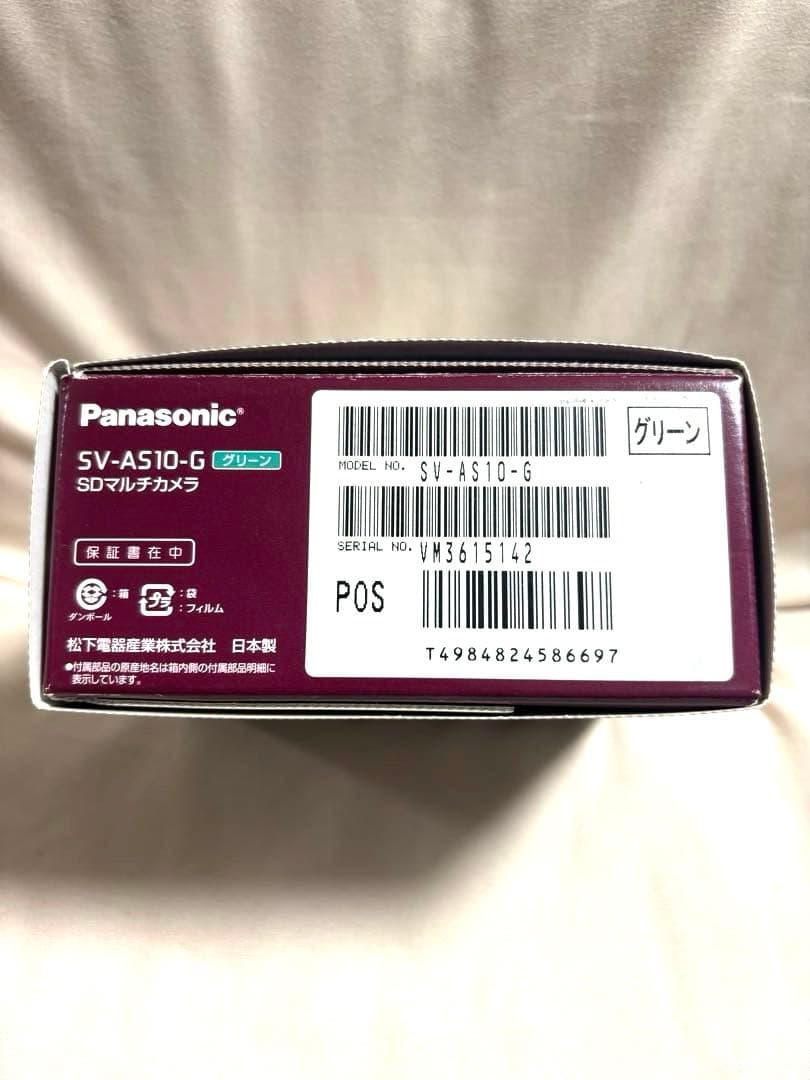 Panasonic®
SV-AS10-G グリーン
SDマルチカメラ
保証書在中
ダンボール :箱
プラ :袋 :フィルム
松下電器産業株式会社 日本製
●付属部品の原産地名は箱内側の付属部品明細に
表示しています。
グリーン
MODEL NO. SV-AS10-G
SERIAL NO. VM3615142
POS
T4984824586697